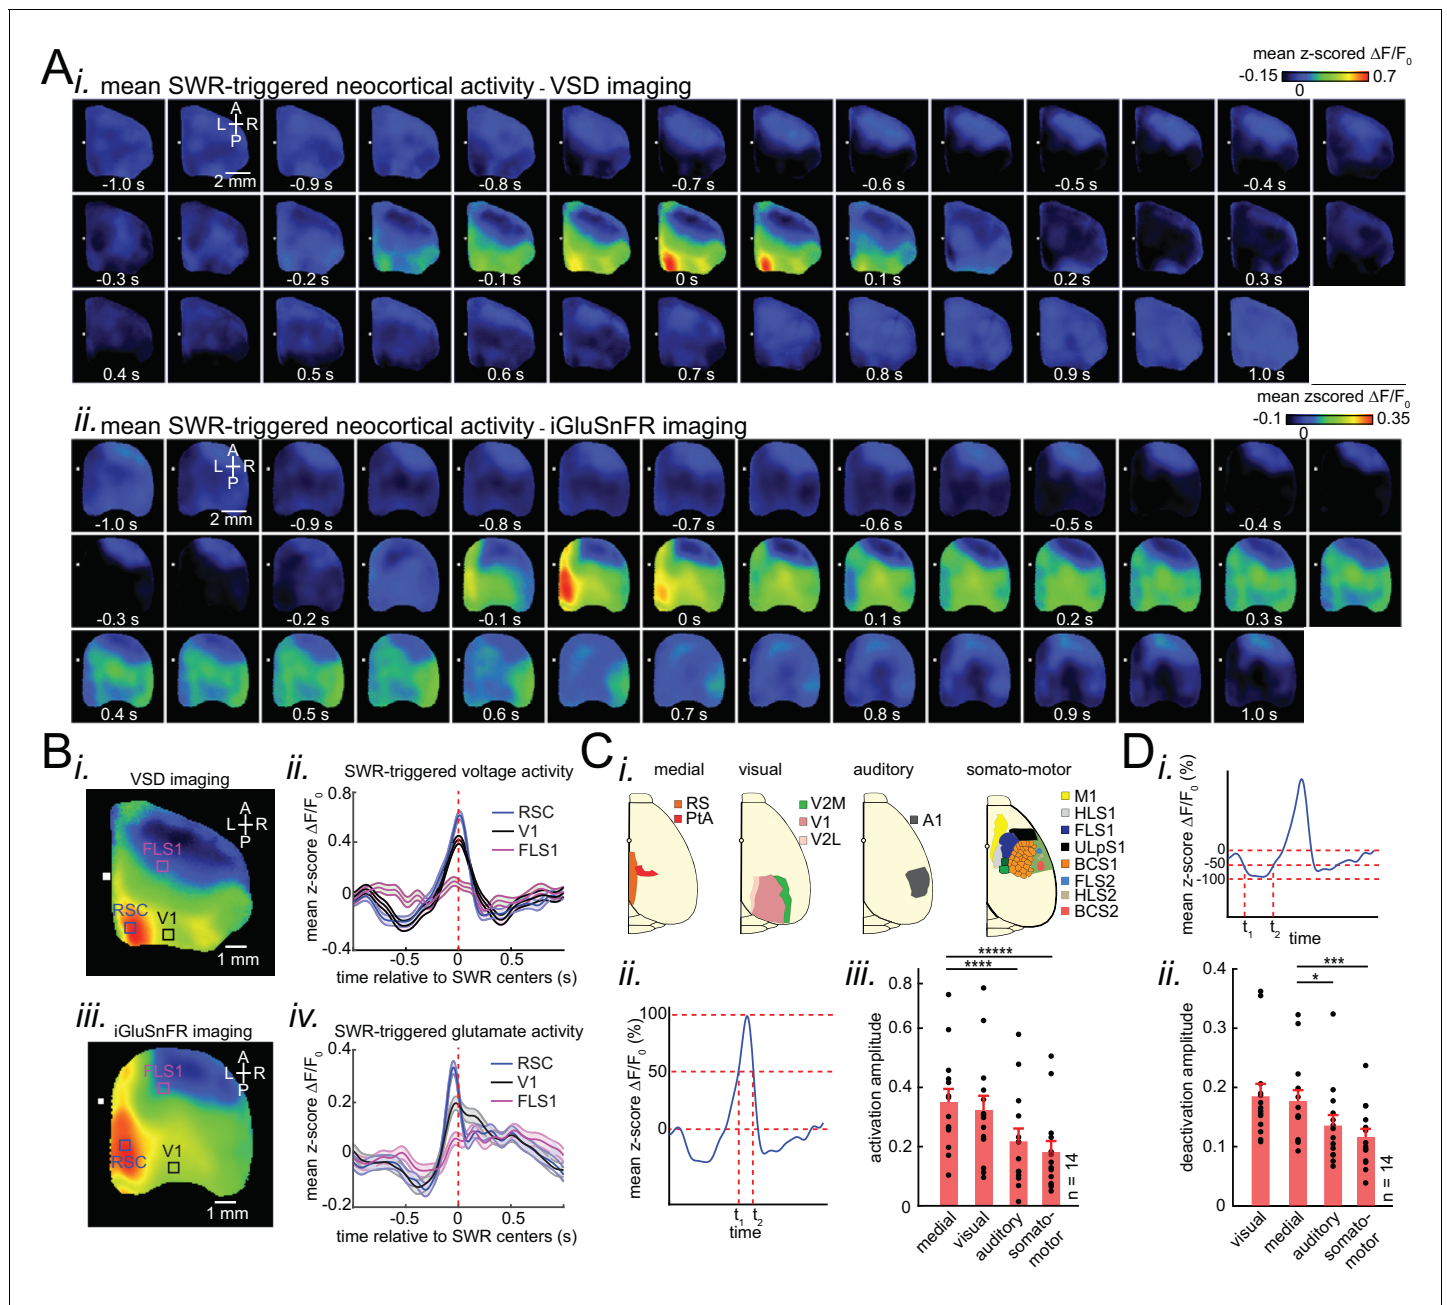 A
i. mean SWR-triggered neocortical activity - VSD imaging
mean z-scored ΔF/F0
-0.15 0.7
0
A
L R
P
2 mm
-1.0 s -0.9 s -0.8 s -0.7 s -0.6 s -0.5 s -0.4 s
-0.3 s -0.2 s -0.1 s 0 s 0.1 s 0.2 s 0.3 s
0.4 s 0.5 s 0.6 s 0.7 s 0.8 s 0.9 s 1.0 s
ii. mean SWR-triggered neocortical activity - iGluSnFR imaging
mean zscored ΔF/F0
-0.1 0.35
0
A
L R
P
2 mm
-1.0 s -0.9 s -0.8 s -0.7 s -0.6 s -0.5 s -0.4 s
-0.3 s -0.2 s -0.1 s 0 s 0.1 s 0.2 s 0.3 s
0.4 s 0.5 s 0.6 s 0.7 s 0.8 s 0.9 s 1.0 s
B
i.
VSD imaging
A
L R
P
FLS1
RSC V1
1 mm
ii.
SWR-triggered voltage activity
mean z-score ΔF/F0
0.8
0.4
0
-0.4
RSC
V1
FLS1
-0.5 0 0.5
time relative to SWR centers (s)
iii.
iGluSnFR imaging
A
L R
P
FLS1
RSC
V1
1 mm
iv.
SWR-triggered glutamate activity
mean z-score ΔF/F0
0.4
0.2
0
-0.2
RSC
V1
FLS1
-0.5 0 0.5
time relative to SWR centers (s)
C
i.
medial visual auditory somato-motor
RS
PtA
V2M
V1
V2L
A1
M1
HLS1
FLS1
ULpS1
BCS1
FLS2
HLS2
BCS2
ii.
mean z-score ΔF/F0 (%)
100
50
0
t1 t2
time
iii.
activation amplitude
0.8
0.6
0.4
0.2
0
*****
****
n = 14
medial
visual
auditory
somato-
motor
D
i.
mean z-score ΔF/F0 (%)
0
-50
-100
t1 t2
time
ii.
deactivation amplitude
0.4
0.3
0.2
0.1
0
***
*
n = 14
visual
medial
auditory
somato-
motor